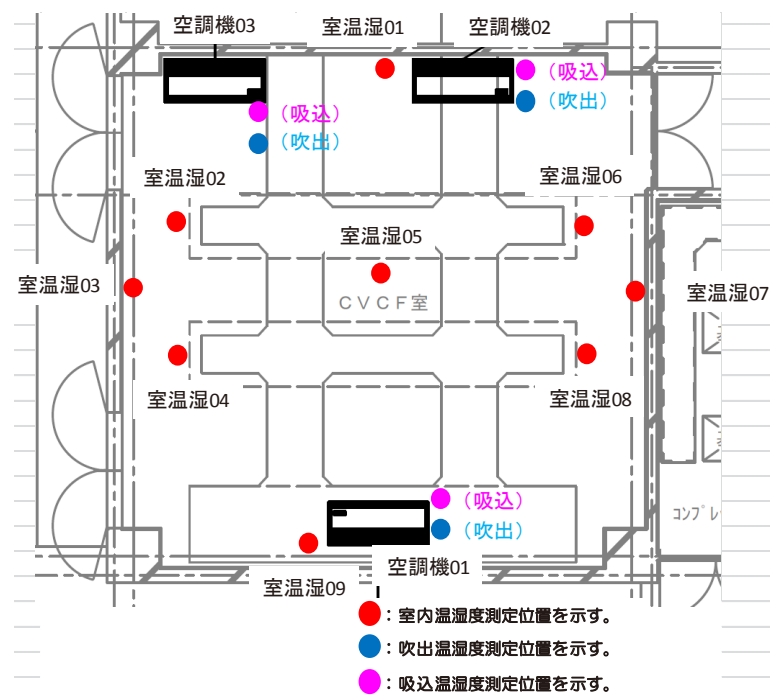 空調機03
室温湿01
空調機02
(吸込)
(吹出)
(吸込)
(吹出)
室温湿02
室温湿06
室温湿05
室温湿03
CVCF室
室温湿07
室温湿04
室温湿08
(吸込)
(吹出)
コンプレ
空調機01
室温湿09
：室内温湿度測定位置を示す。
：吹出温湿度測定位置を示す。
：吸込温湿度測定位置を示す。